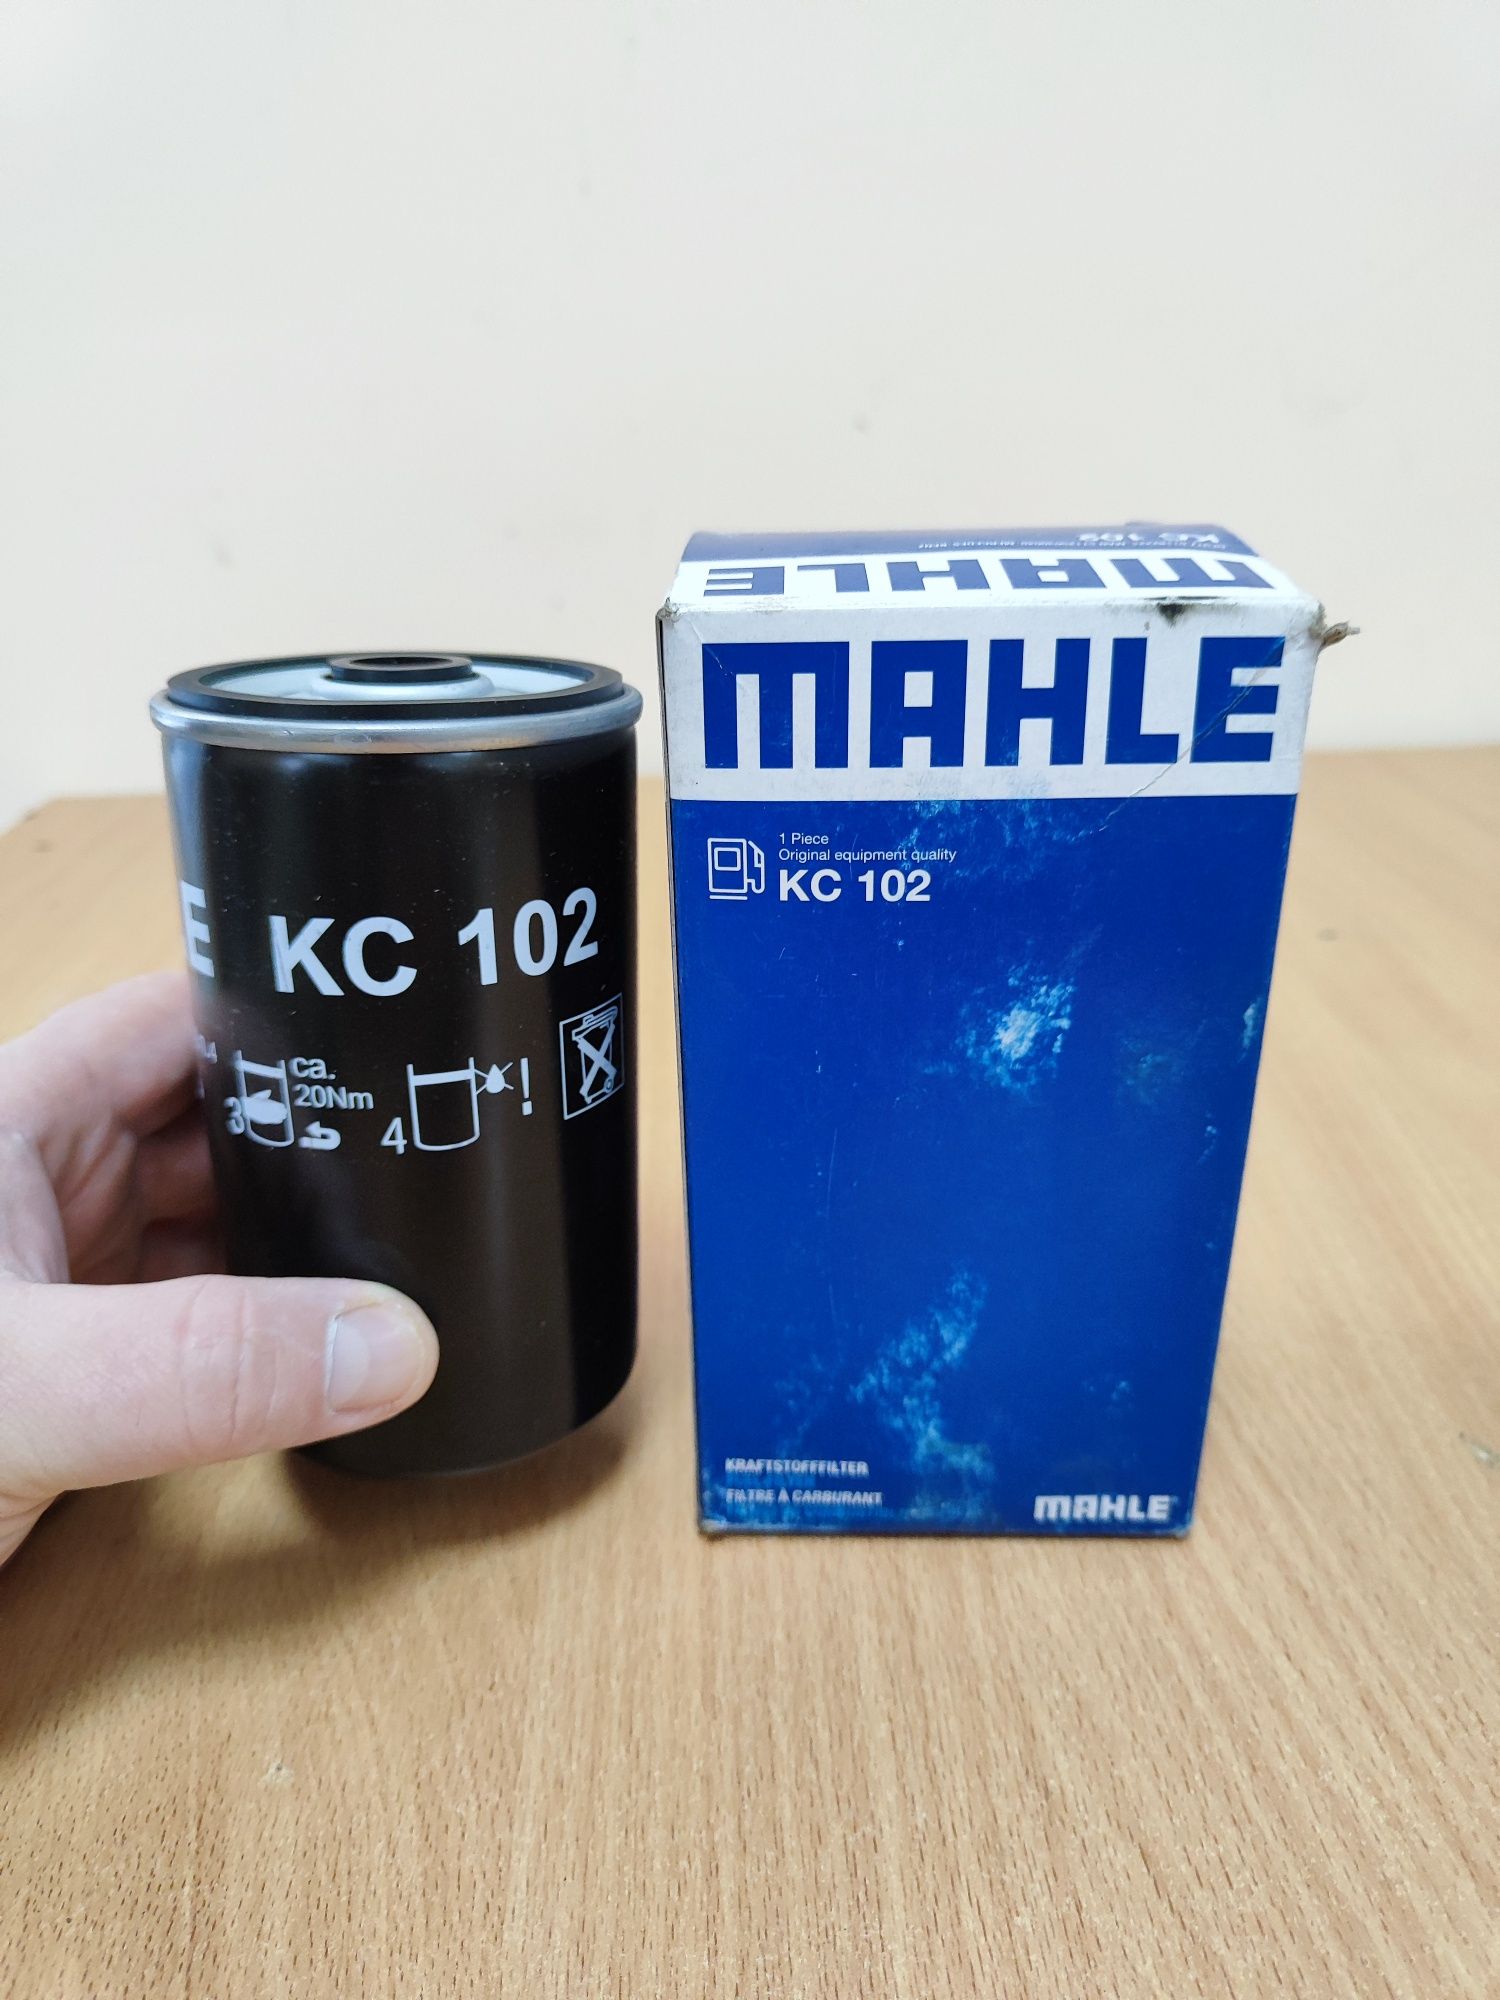 E KC 102
3 ca.
20Nm
4 !
MAHLE
MAHLE
1 Piece
Original equipment quality
KC 102
KRAFTSTOFFFILTER
FILTRE À CARBURANT
MAHLE